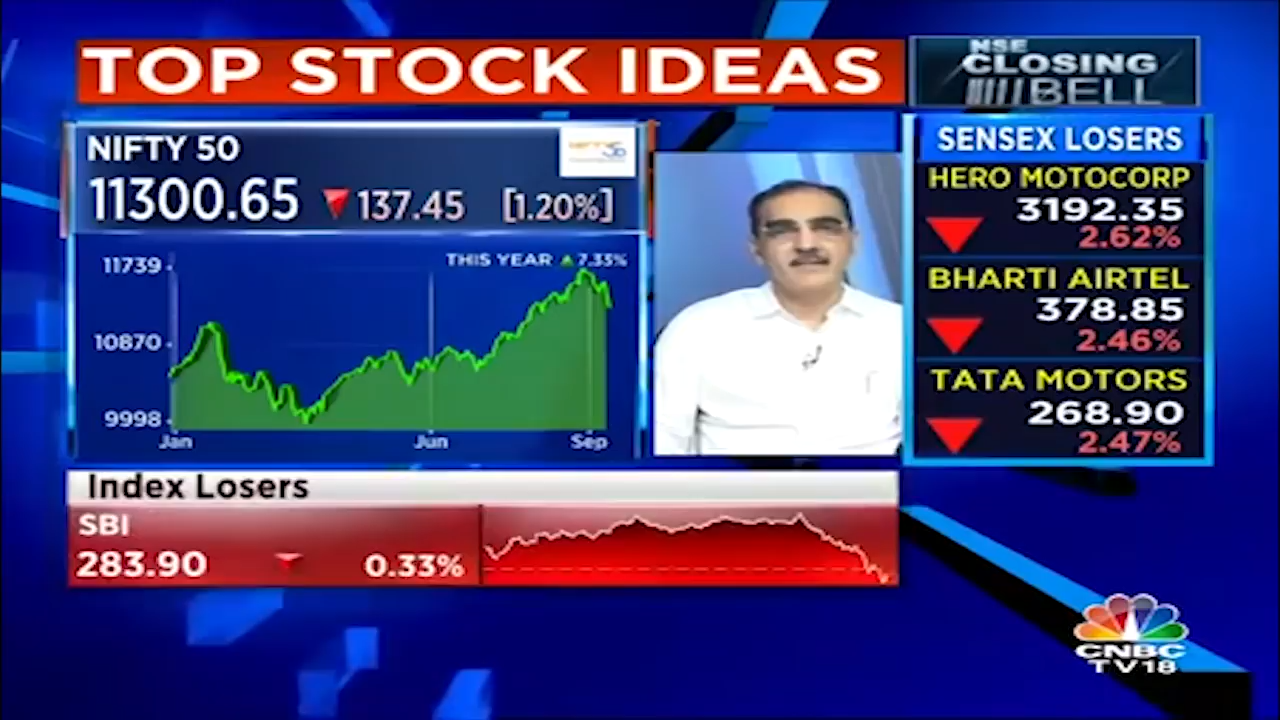 TOP STOCK IDEAS
NSE
CLOSING
BELL
NIFTY 50
11300.65 ▼ 137.45 [1.20%]
THIS YEAR ▲ 7.33%
11739
10870
9998
Jan Jun Sep
SENSEX LOSERS
HERO MOTOCORP
3192.35
2.62%
BHARTI AIRTEL
378.85
2.46%
TATA MOTORS
268.90
2.47%
Index Losers
SBI
283.90 ▼ 0.33%
CNBC
TV18